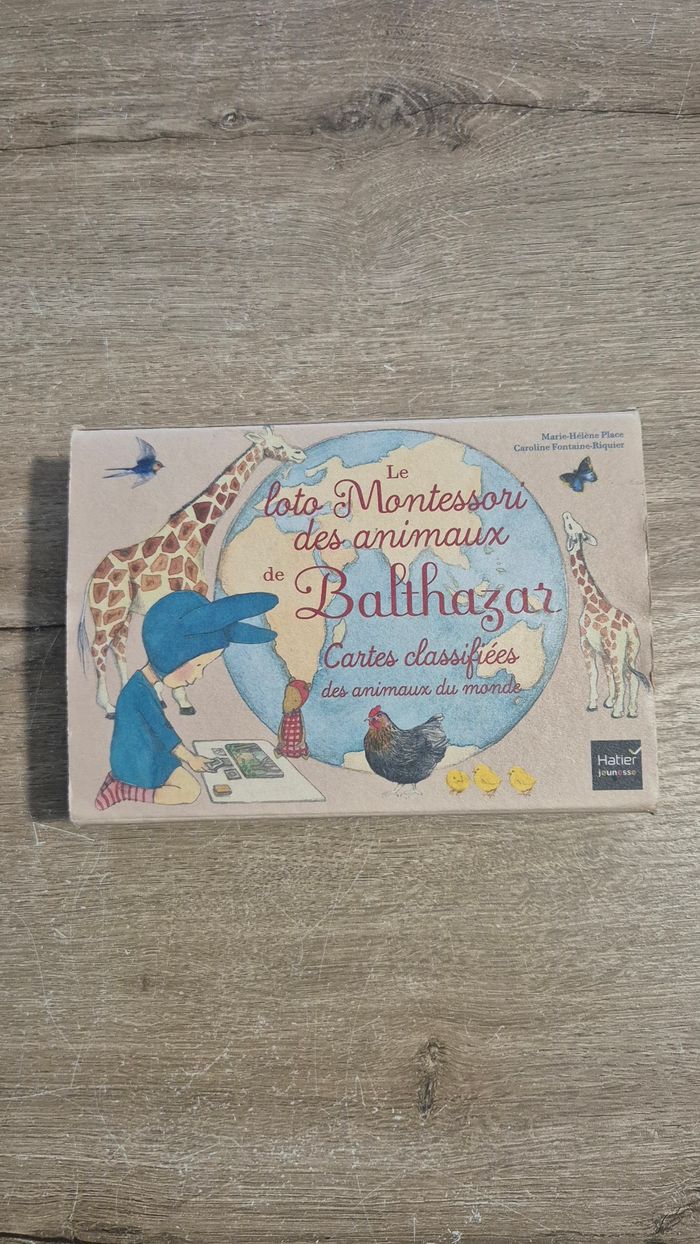 Marie-Hélène Place
Caroline Fontaine-Riquier
Le
loto Montessori
des animaux
de Balthazar
Cartes classifiées
des animaux du monde
Hatier
jeunesse